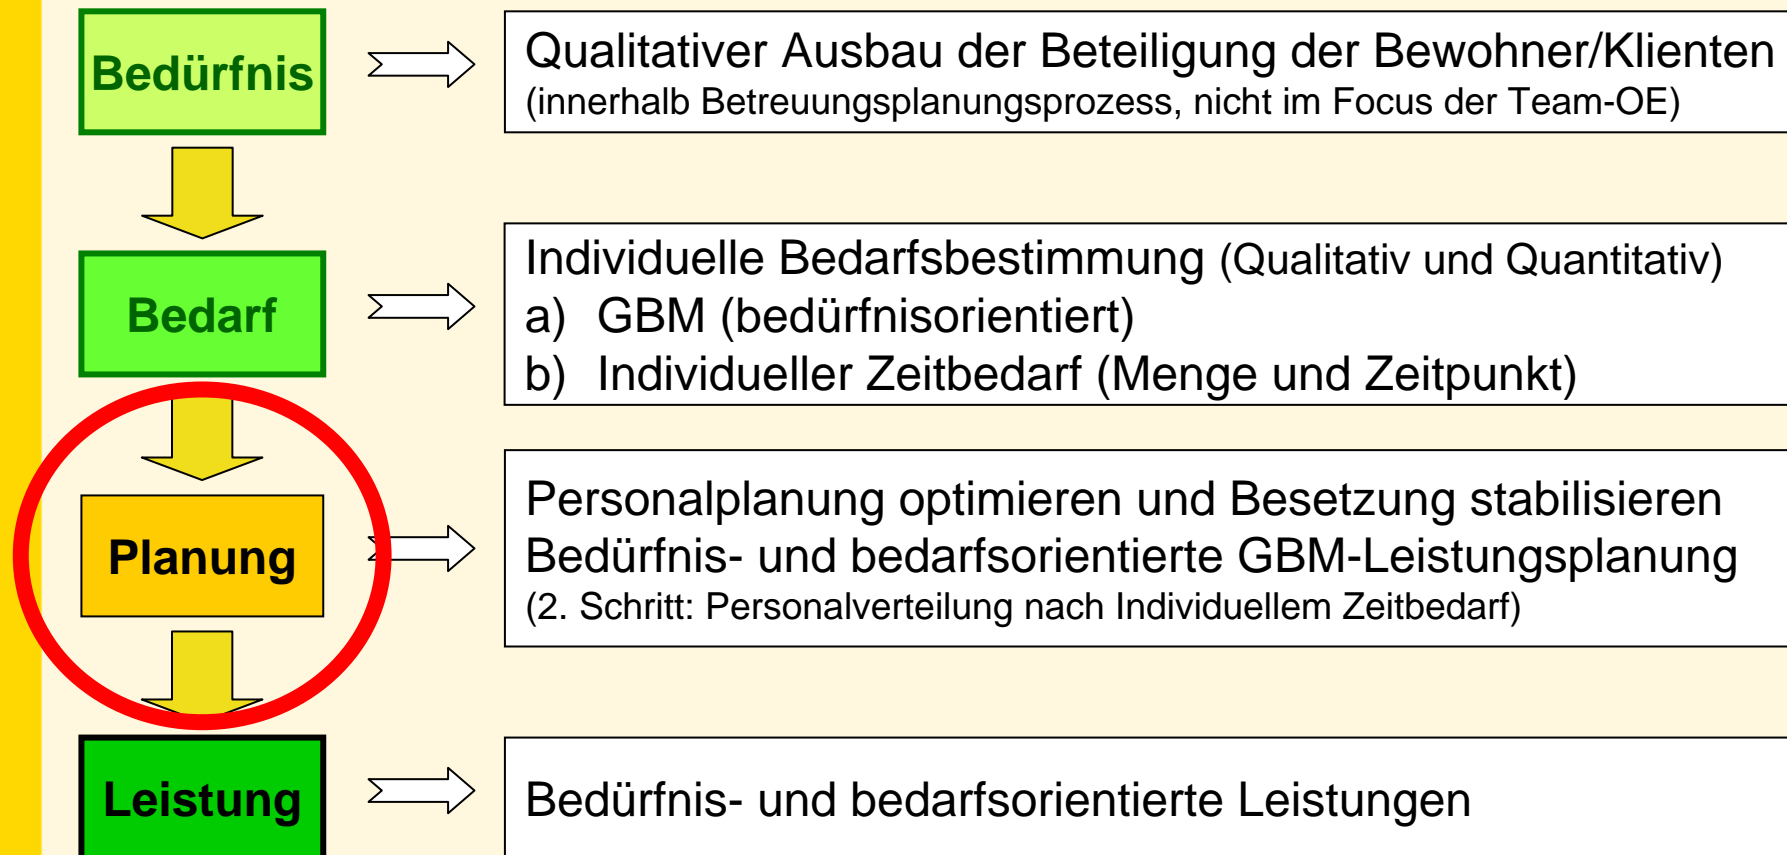 Bedürfnis
Qualitativer Ausbau der Beteiligung der Bewohner/Klienten
(innerhalb Betreuungsplanungsprozess, nicht im Focus der Team-OE)
Bedarf
Individuelle Bedarfsbestimmung (Qualitativ und Quantitativ)
a) GBM (bedürfnisorientiert)
b) Individueller Zeitbedarf (Menge und Zeitpunkt)
Planung
Personalplanung optimieren und Besetzung stabilisieren
Bedürfnis- und bedarfsorientierte GBM-Leistungsplanung
(2. Schritt: Personalverteilung nach Individuellem Zeitbedarf)
Leistung
Bedürfnis- und bedarfsorientierte Leistungen